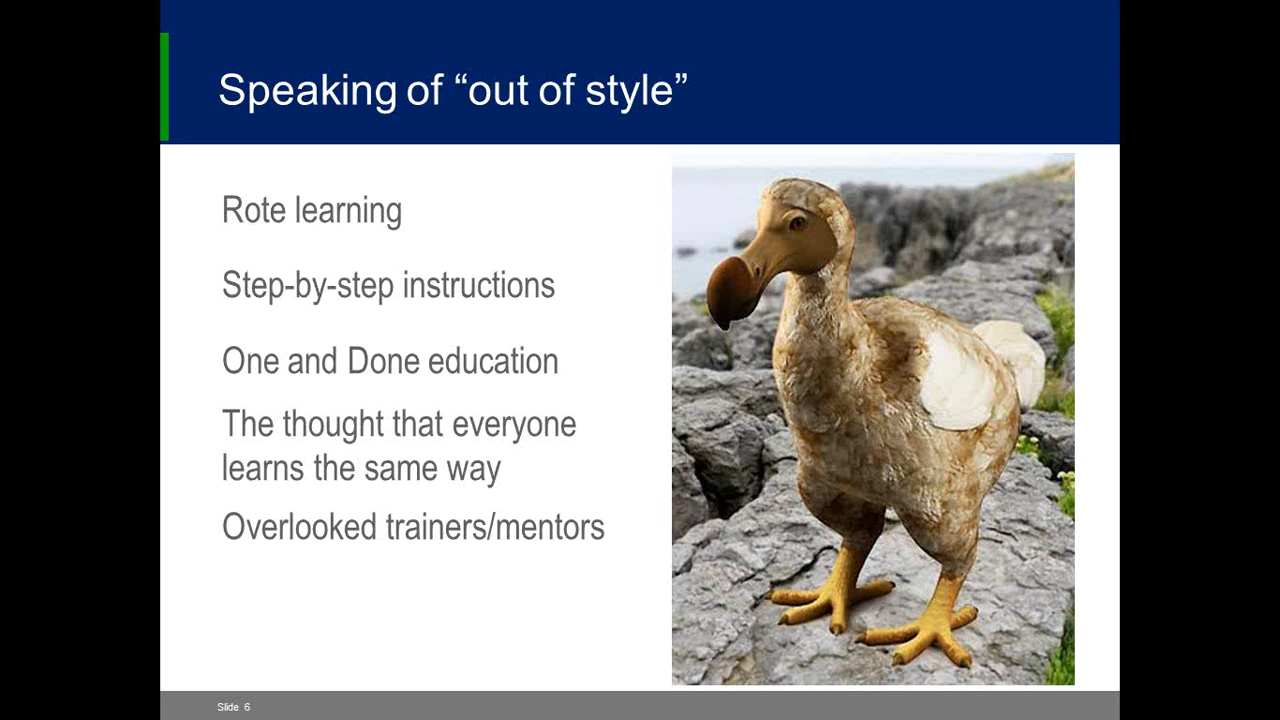 Speaking of “out of style”
Rote learning
Step-by-step instructions
One and Done education
The thought that everyone
learns the same way
Overlooked trainers/mentors
Slide 6